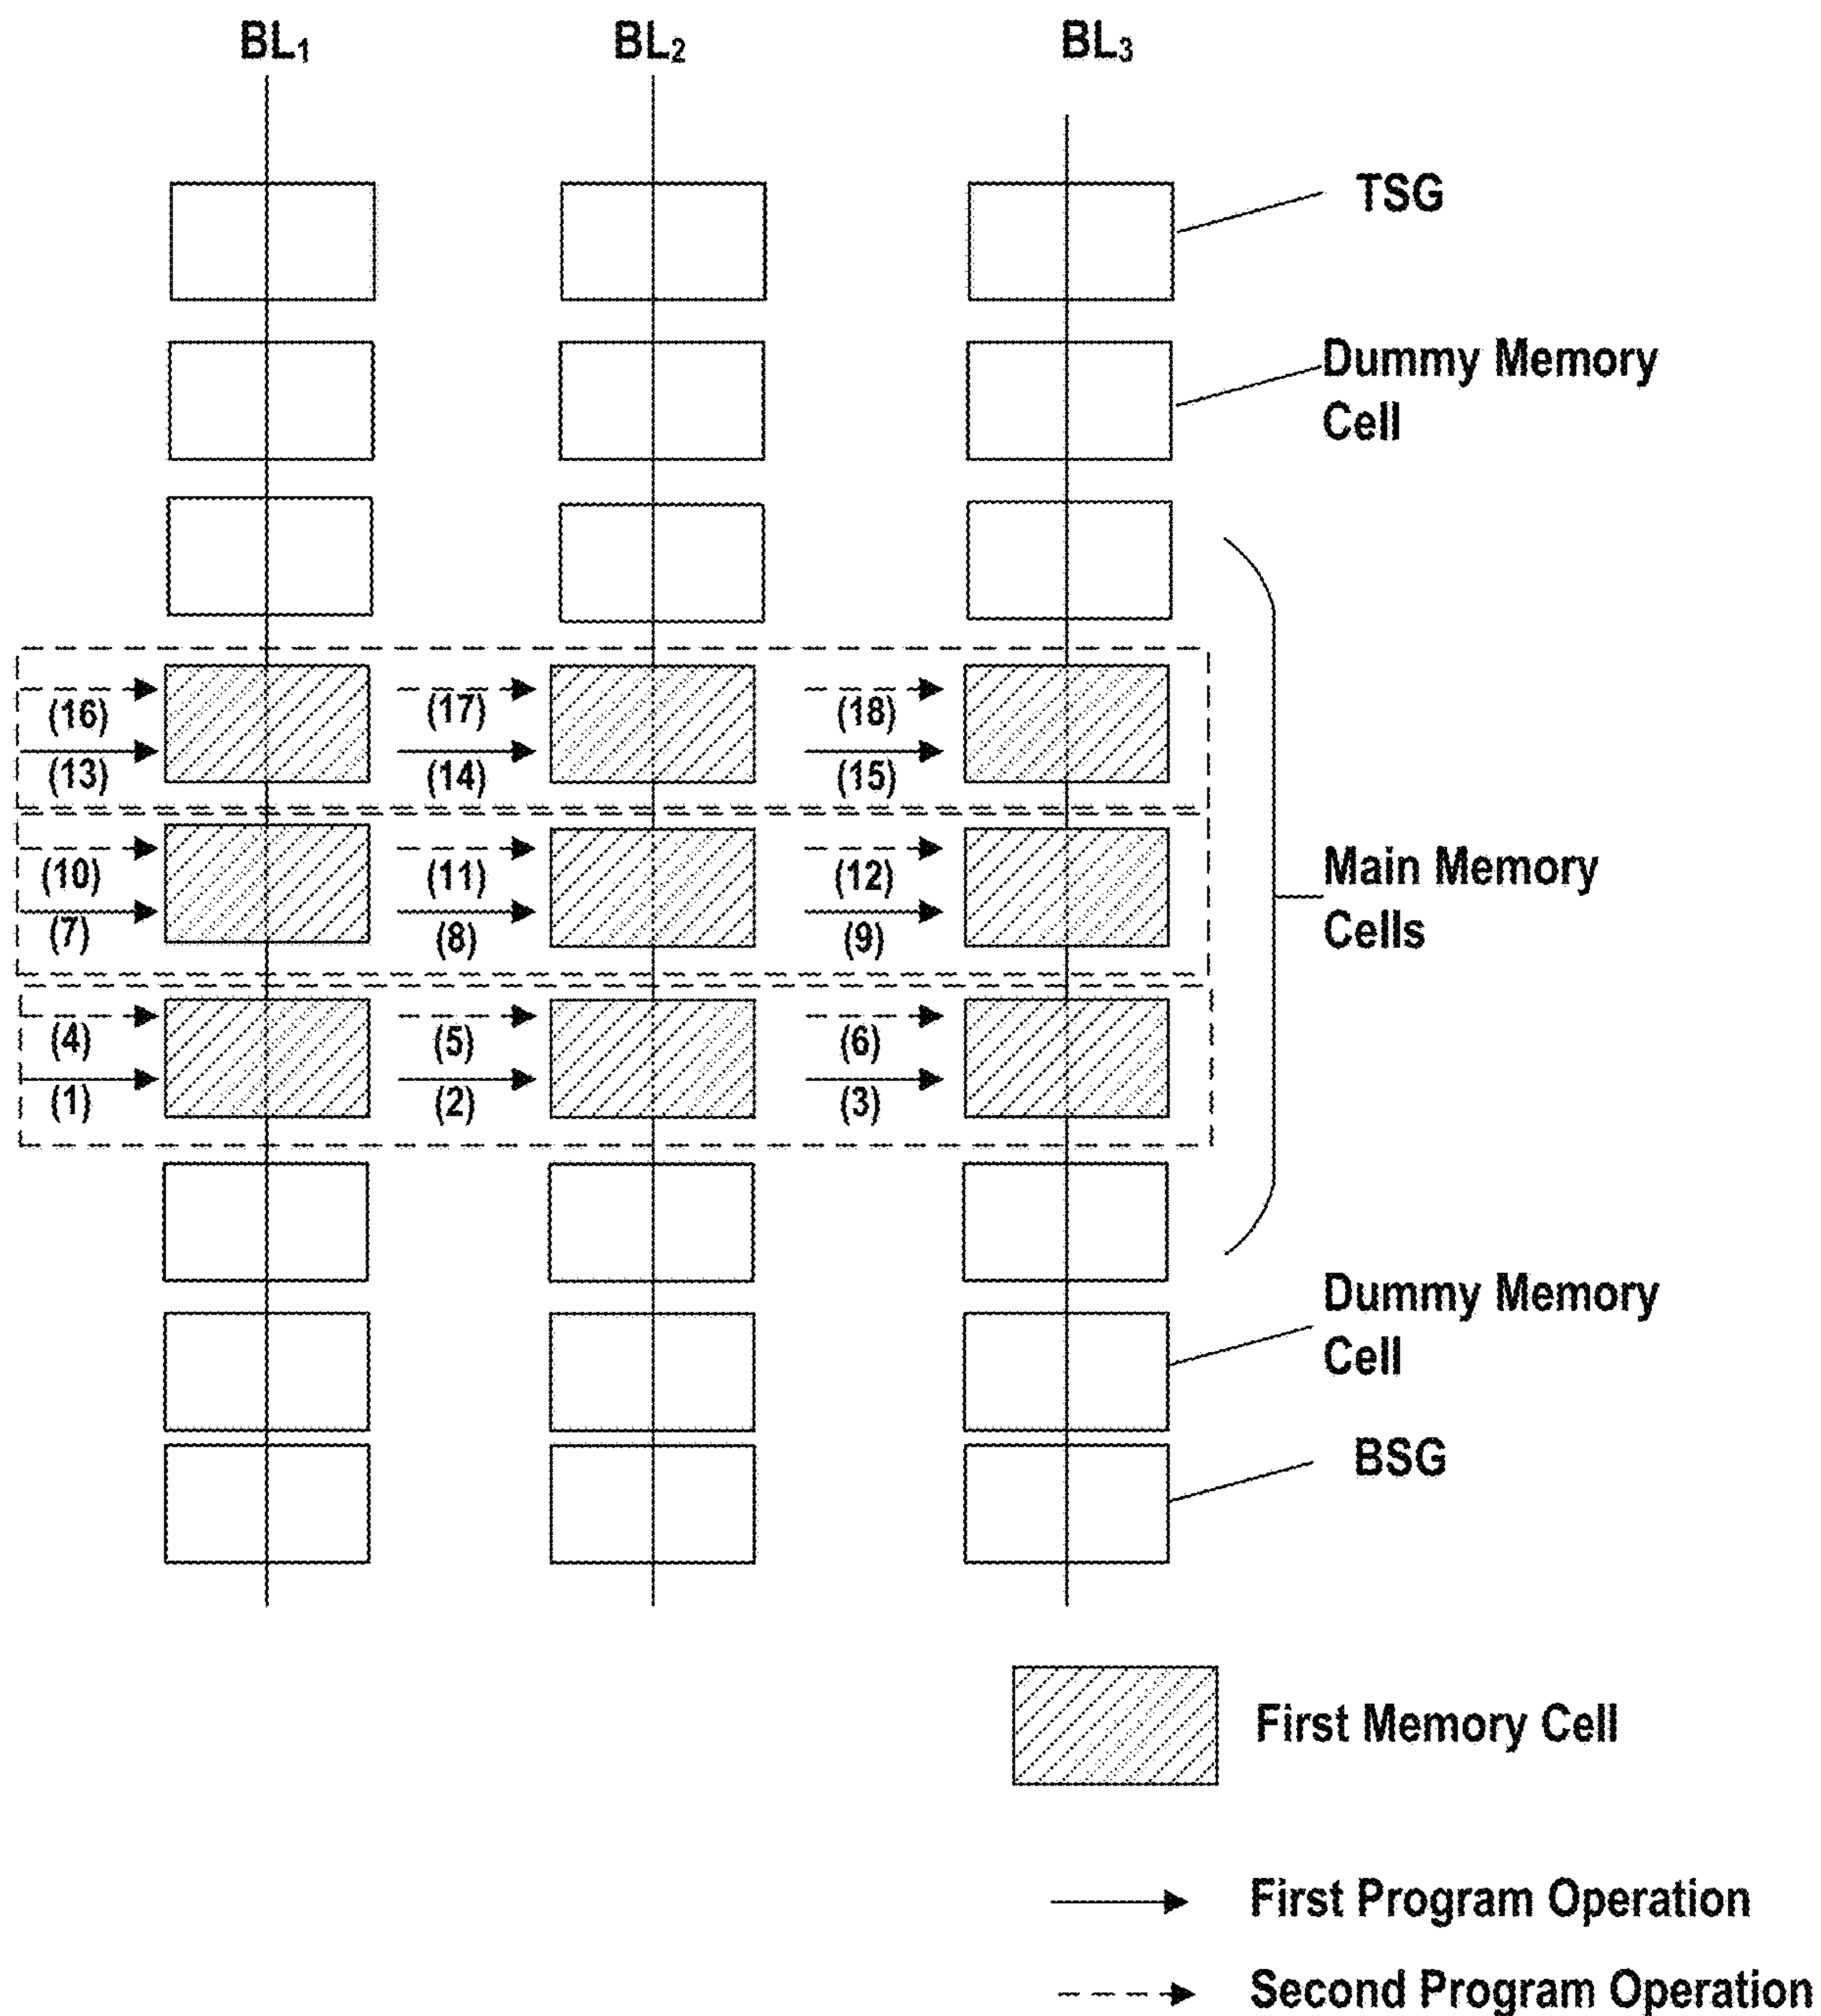 BL₁ BL₂ BL₃
TSG
Dummy Memory
Cell
(16) (17) (18)
(13) (14) (15)
Main Memory
Cells
(10) (11) (12)
(7) (8) (9)
(4) (5) (6)
(1) (2) (3)
Dummy Memory
Cell
BSG
First Memory Cell
First Program Operation
Second Program Operation